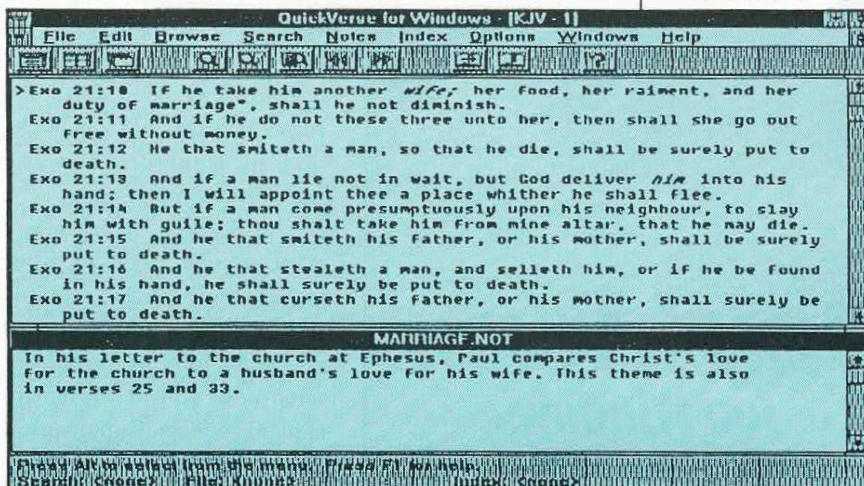 QuickVerse for Windows - [KJV - 1]
File Edit Browse Search Notes Index Options Windows Help
>Exo 21:10 If he take him another wife; her food, her raiment, and her
duty of marriage*, shall he not diminish.
Exo 21:11 And if he do not these three unto her, then shall she go out
free without money.
Exo 21:12 He that smiteth a man, so that he die, shall be surely put to
death.
Exo 21:13 And if a man lie not in wait, but God deliver him into his
hand; then I will appoint thee a place whither he shall flee.
Exo 21:14 But if a man come presumptuously upon his neighbour, to slay
him with guile; thou shalt take him from mine altar, that he may die.
Exo 21:15 And he that smiteth his father, or his mother, shall be surely
put to death.
Exo 21:16 And he that stealeth a man, and selleth him, or if he be found
in his hand, he shall surely be put to death.
Exo 21:17 And he that curseth his father, or his mother, shall surely be
put to death.
MARRIAGE.NOT
In his letter to the church at Ephesus, Paul compares Christ's love
for the church to a husband's love for his wife. This theme is also
in verses 25 and 33.
Press Alt to select from the menu. Press F1 for help.
Search: <none> File: <none> Index: <none>